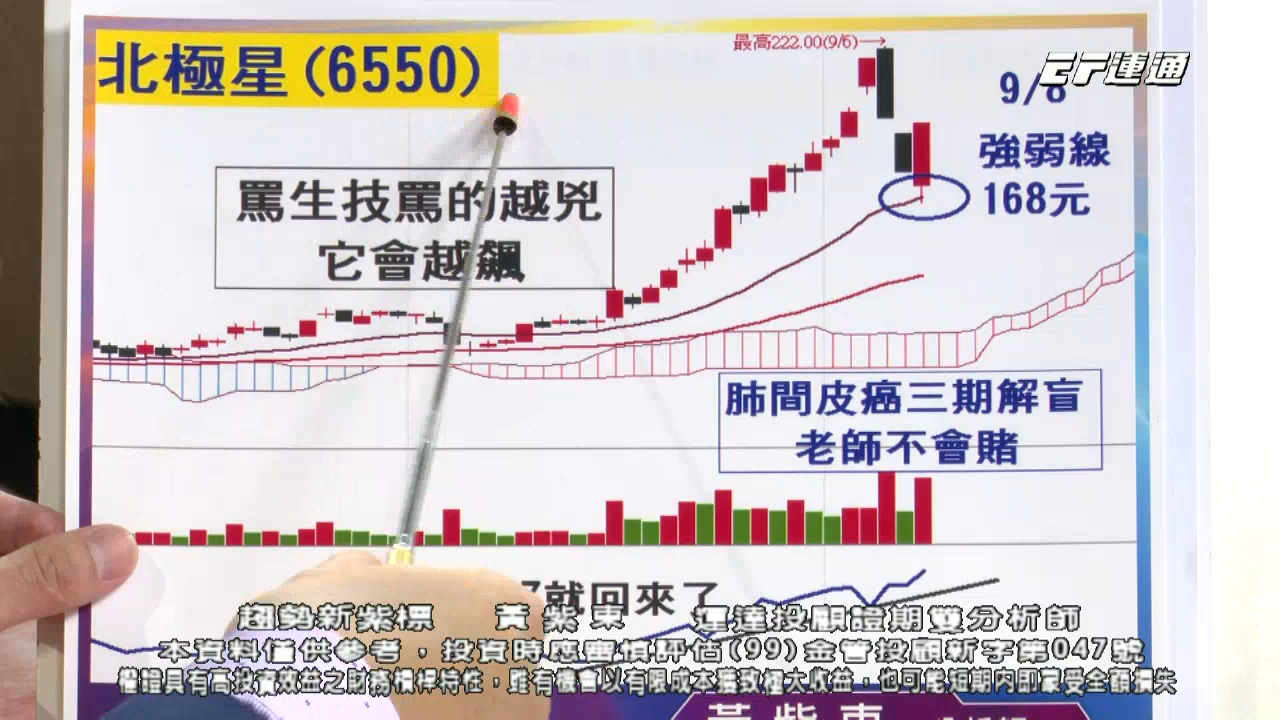 北極星(6550)
最高222.00(9/6)→
EF運通
9/8
強弱線
168元
罵生技罵的越兇
它會越飆
肺間皮癌三期解盲
老師不會賭
就回來了
趨勢新紫標 黃紫東 運達投顧證期雙分析師
本資料僅供參考,投資時應審慎評估(99)金管投顧新字第047號
權證具有高投資效益之財務槓桿特性,雖有機會以有限成本獲致極大收益,也可能短期內即蒙受全額損失
黃紫東